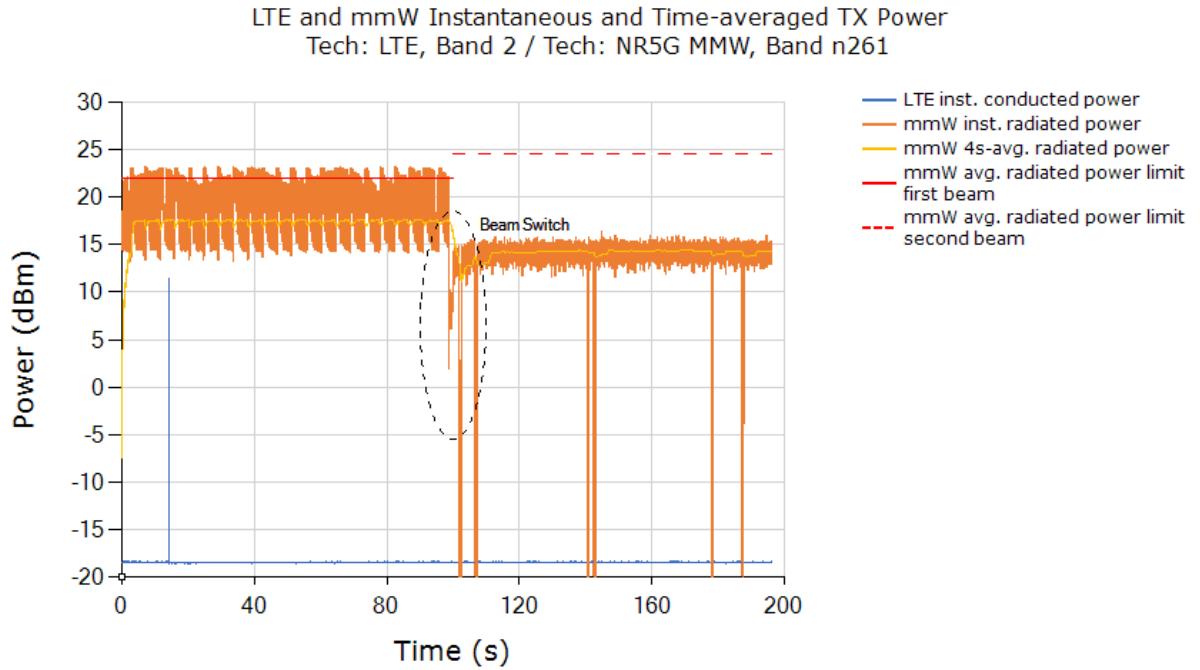 LTE and mmW Instantaneous and Time-averaged TX Power
Tech: LTE, Band 2 / Tech: NR5G MMW, Band n261
30
25
20
15
10
5
0
-5
-10
-15
-20
Power (dBm)
Beam Switch
0
40
80
120
160
200
Time (s)
LTE inst. conducted power
mmW inst. radiated power
mmW 4s-avg. radiated power
mmW avg. radiated power limit
first beam
mmW avg. radiated power limit
second beam